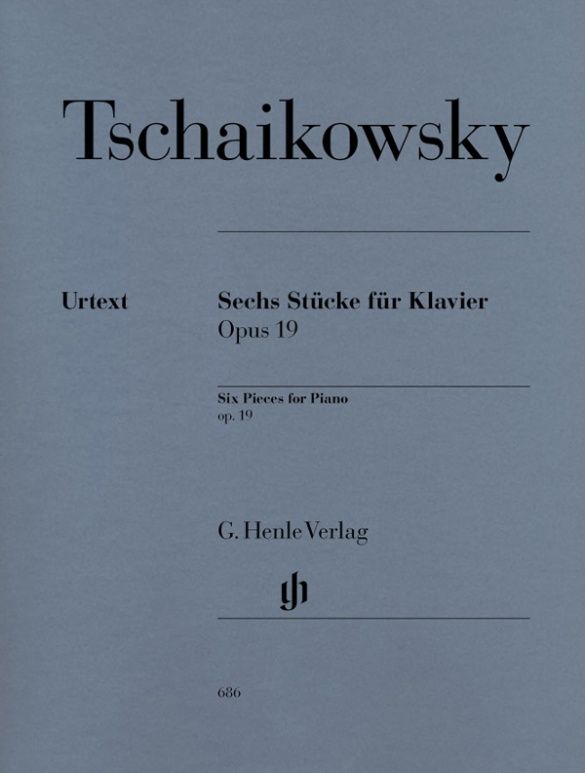 Tschaikowsky
Urtext
Sechs Stücke für Klavier
Opus 19
Six Pieces for Piano
op. 19
G. Henle Verlag
686